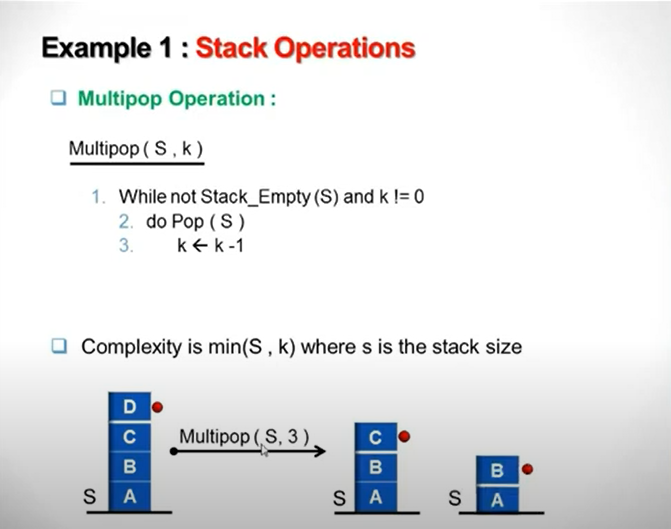 Example 1 : Stack Operations
Multipop Operation :
Multipop ( S , k )
1. While not Stack_Empty (S) and k != 0
2. do Pop ( S )
3. k ← k -1
Complexity is min(S , k) where s is the stack size
D
C
B
S A
Multipop ( S, 3 )
C
B
S A
B
S A